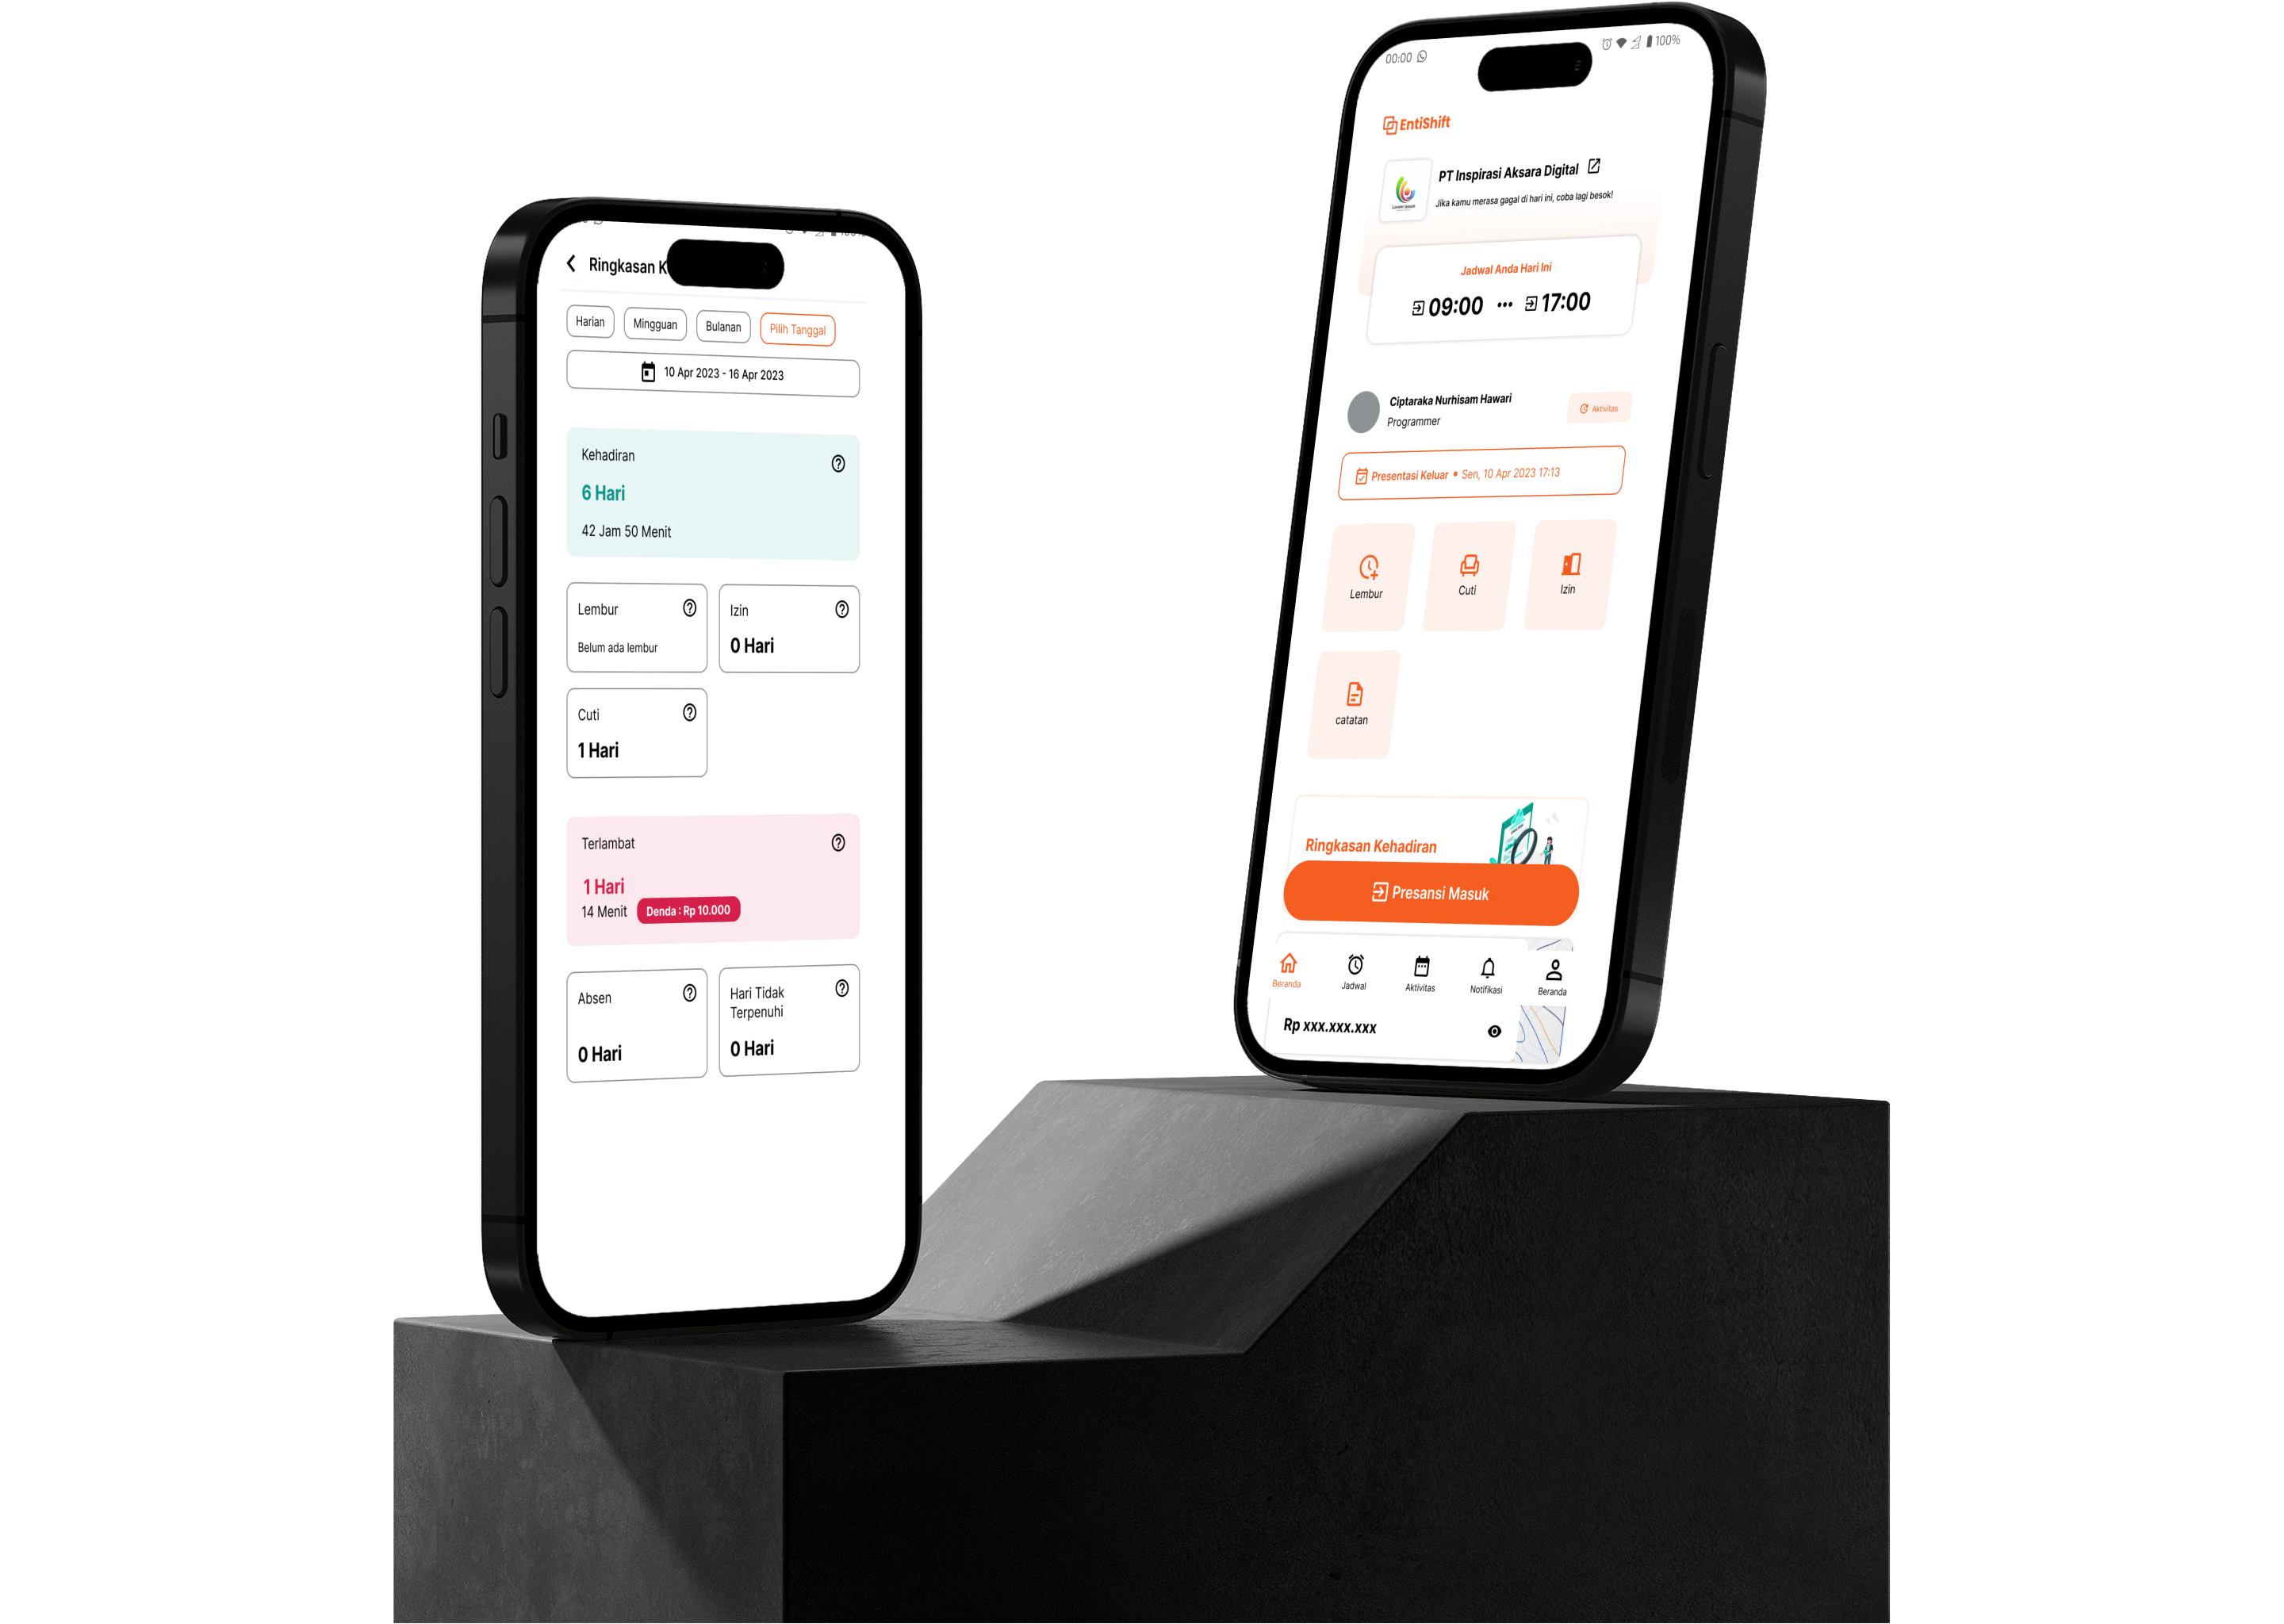 Ringkasan K
Harian
Mingguan
Bulanan
Pilih Tanggal
10 Apr 2023 - 16 Apr 2023
Kehadiran
6 Hari
42 Jam 50 Menit
Lembur
Belum ada lembur
Izin
0 Hari
Cuti
1 Hari
Terlambat
1 Hari
14 Menit
Denda : Rp 10.000
Absen
0 Hari
Hari Tidak
Terpenuhi
0 Hari
00:00
100%
EntiShift
PT Inspirasi Aksara Digital
Jika kamu merasa gagal di hari ini, coba lagi besok!
Lorem Ipsum
Jadwal Anda Hari Ini
09:00 ••• 17:00
Ciptaraka Nurhisam Hawari
Programmer
Aktivitas
Presentasi Keluar • Sen, 10 Apr 2023 17:13
Lembur
Cuti
Izin
catatan
Ringkasan Kehadiran
Presansi Masuk
Beranda
Jadwal
Aktivitas
Notifikasi
Beranda
Rp xxx.xxx.xxx